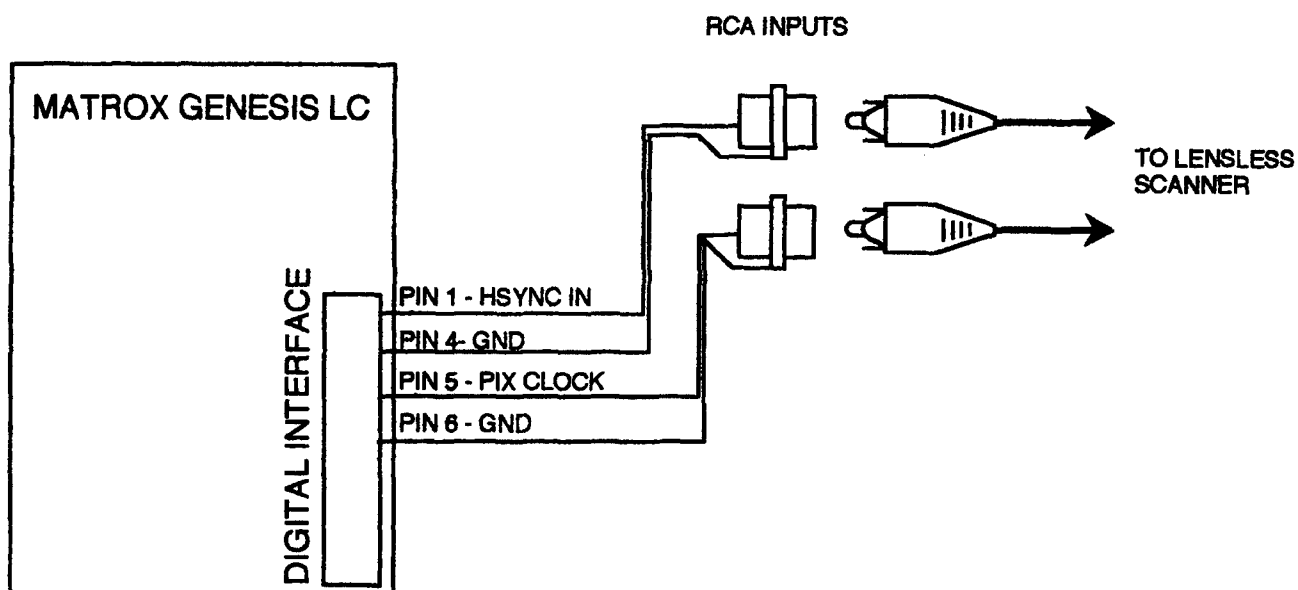 RCA INPUTS
MATROX GENESIS LC
TO LENSLESS
SCANNER
DIGITAL INTERFACE
PIN 1 - HSYNC IN
PIN 4- GND
PIN 5 - PIX CLOCK
PIN 6 - GND